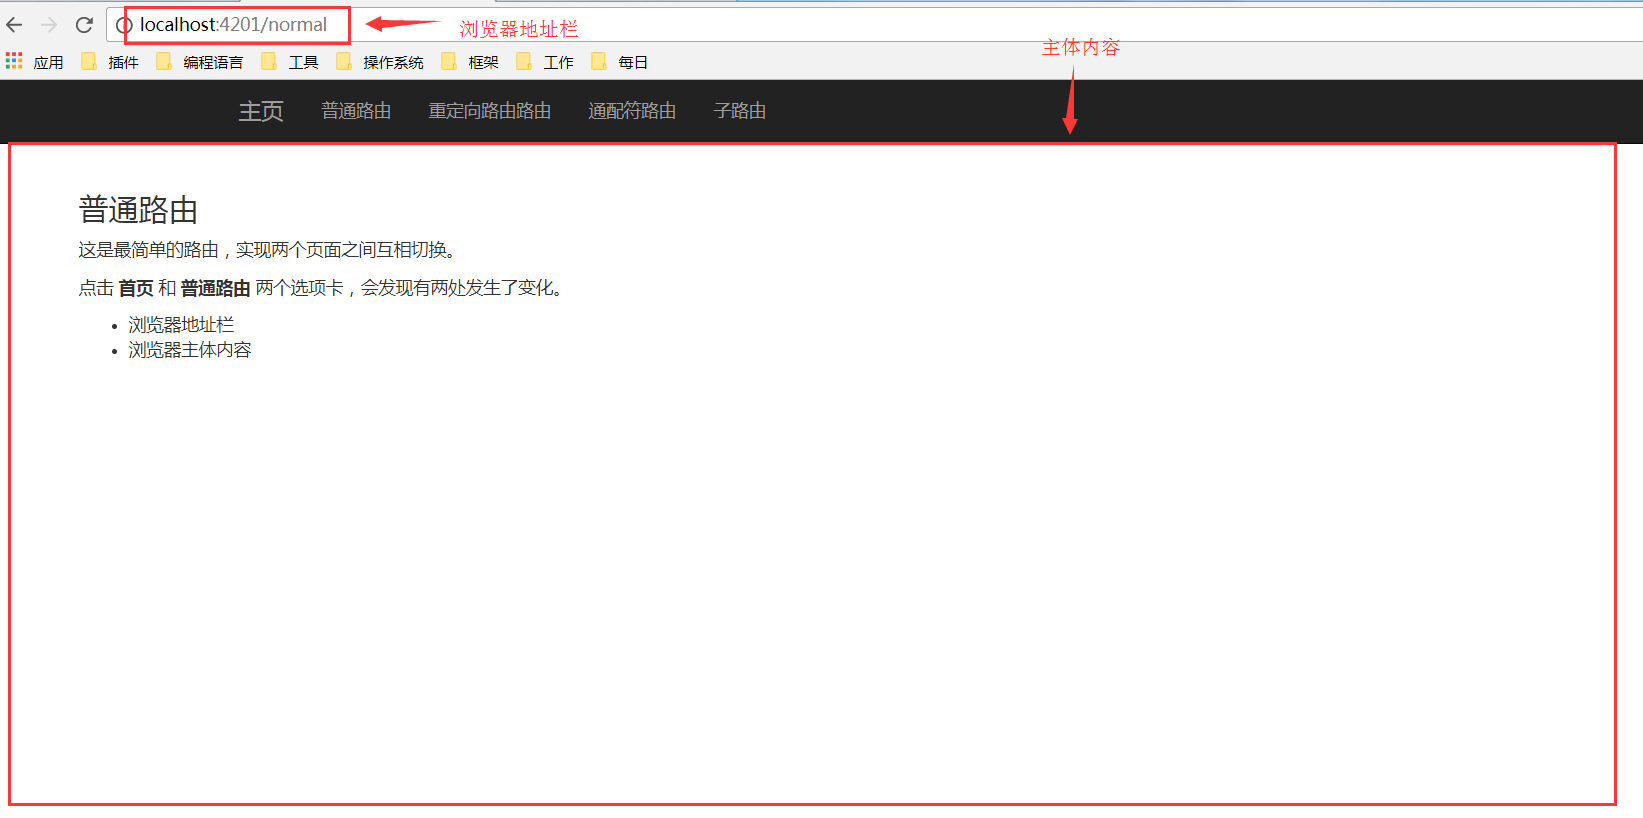 localhost:4201/normal
浏览器地址栏
主体内容
应用 插件 编程语言 工具 操作系统 框架 工作 每日
主页 普通路由 重定向路由路由 通配符路由 子路由
普通路由
这是最简单的路由，实现两个页面之间互相切换。
点击 首页 和 普通路由 两个选项卡，会发现有两处发生了变化。
浏览器地址栏
浏览器主体内容